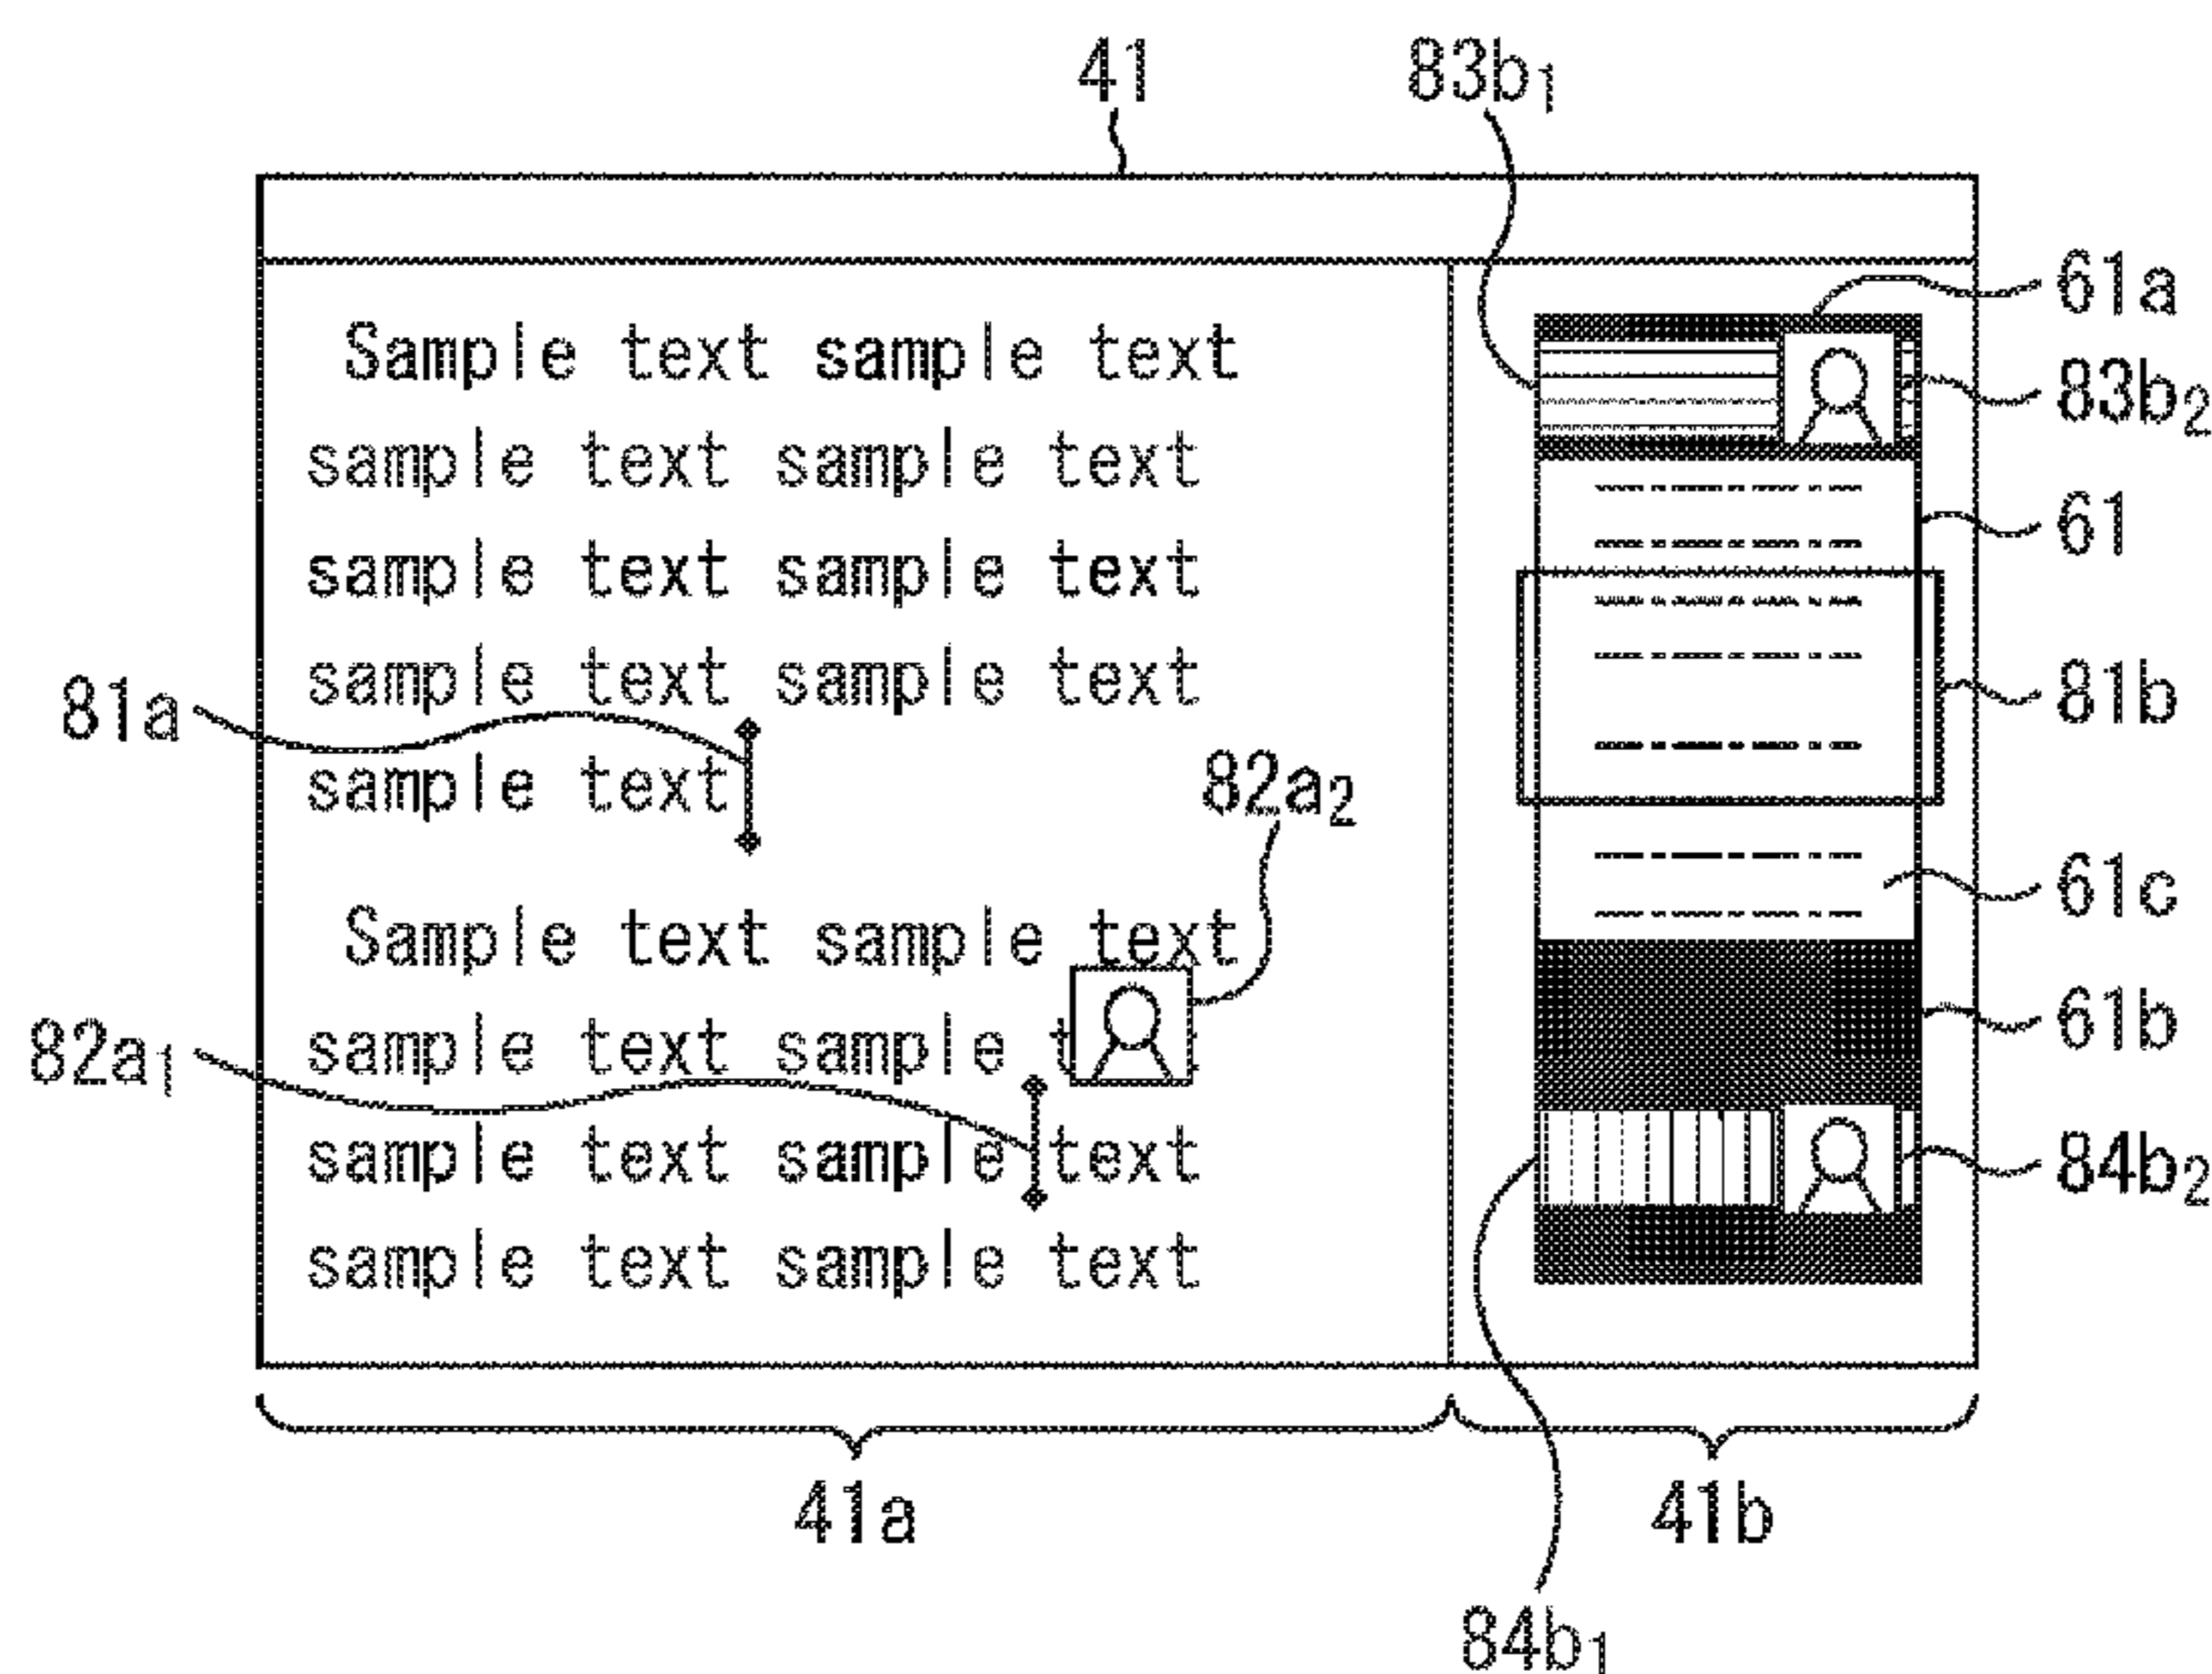 41 83b₁
61a
Sample text sample text
83b₂
sample text sample text
61
sample text sample text
sample text sample text
81a
81b
sample text
82a₂
61c
Sample text sample text
61b
sample text sample t
82a₁
sample text sample text
84b₂
sample text sample text
41a 41b
84b₁